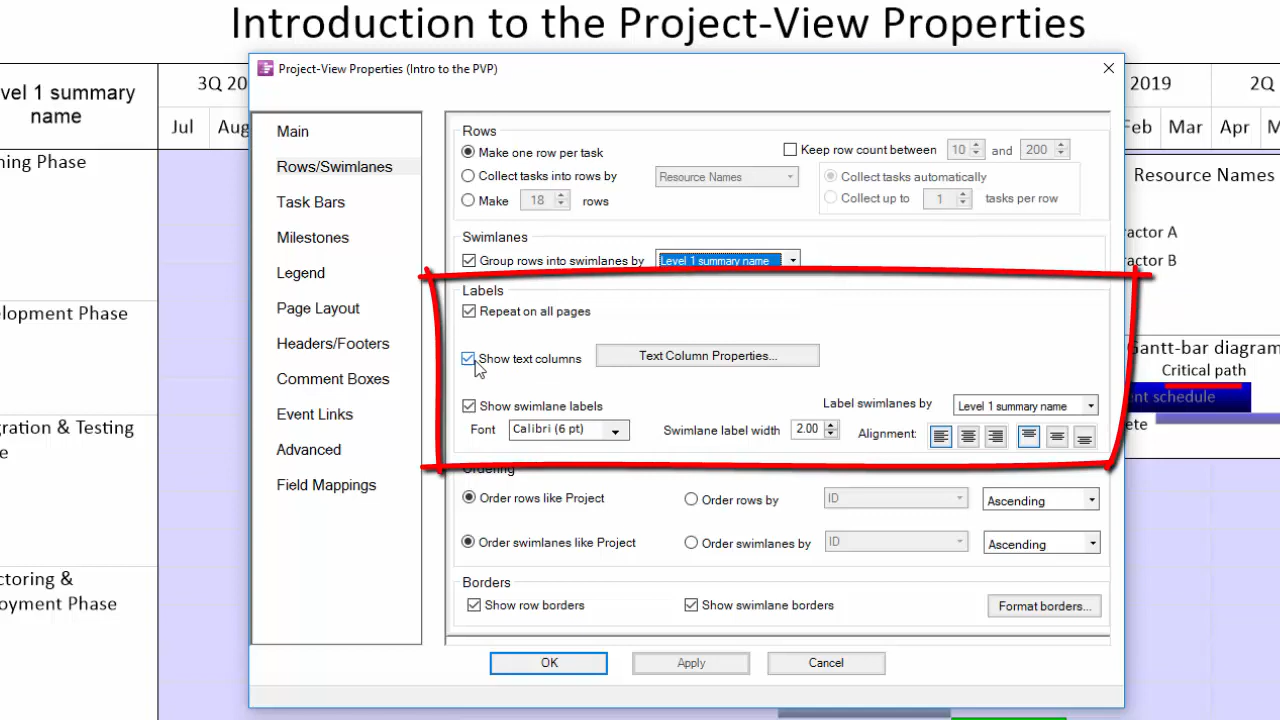 Introduction to the Project-View Properties
Project-View Properties (Intro to the PVP)
vel 1 summary
name
3Q 20
Jul
Aug
2019
2Q
Feb
Mar
Apr
ning Phase
elopment Phase
gration & Testing
e
ctoring &
oyment Phase
Main
Rows/Swimlanes
Task Bars
Milestones
Legend
Page Layout
Headers/Footers
Comment Boxes
Event Links
Advanced
Field Mappings
Rows
Make one row per task
Keep row count between 10 and 200
Collect tasks into rows by Resource Names
Collect tasks automatically
Make 18 rows
Collect up to 1 tasks per row
Swimlanes
Group rows into swimlanes by Level 1 summary name
Labels
Repeat on all pages
Show text columns Text Column Properties...
Show swimlane labels
Label swimlanes by Level 1 summary name
Font Calibri (6 pt)
Swimlane label width 2.00
Alignment:
Ordering
Order rows like Project
Order rows by ID Ascending
Order swimlanes like Project
Order swimlanes by ID Ascending
Borders
Show row borders
Show swimlane borders
Format borders...
OK
Apply
Cancel
Resource Names
ractor A
ractor B
Gantt-bar diagram
Critical path
ent schedule
ete